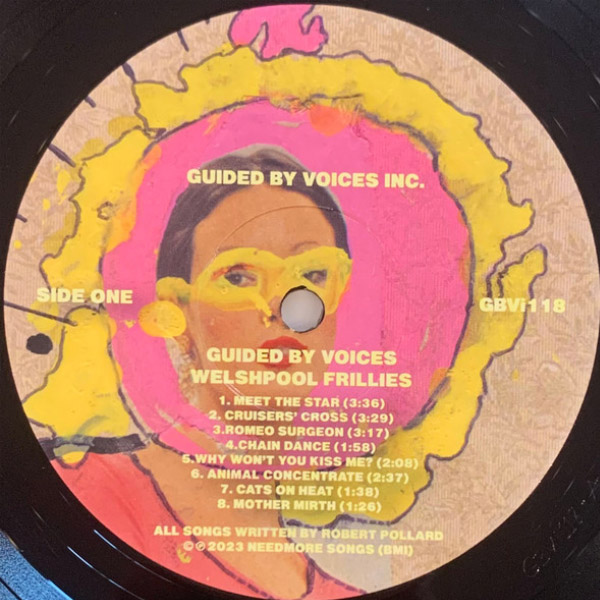 GUIDED BY VOICES INC.
SIDE ONE
GBVi118
GUIDED BY VOICES
WELSHPOOL FRILLIES
1. MEET THE STAR (3:36)
2. CRUISERS' CROSS (3:29)
3.ROMEO SURGEON (3:17)
4.CHAIN DANCE (1:58)
5.WHY WON'T YOU KISS ME? (2:08)
6. ANIMAL CONCENTRATE (2:37)
7. CATS ON HEAT (1:38)
8. MOTHER MIRTH (1:26)
ALL SONGS WRITTEN BY ROBERT POLLARD
©℗2023 NEEDMORE SONGS (BMI)